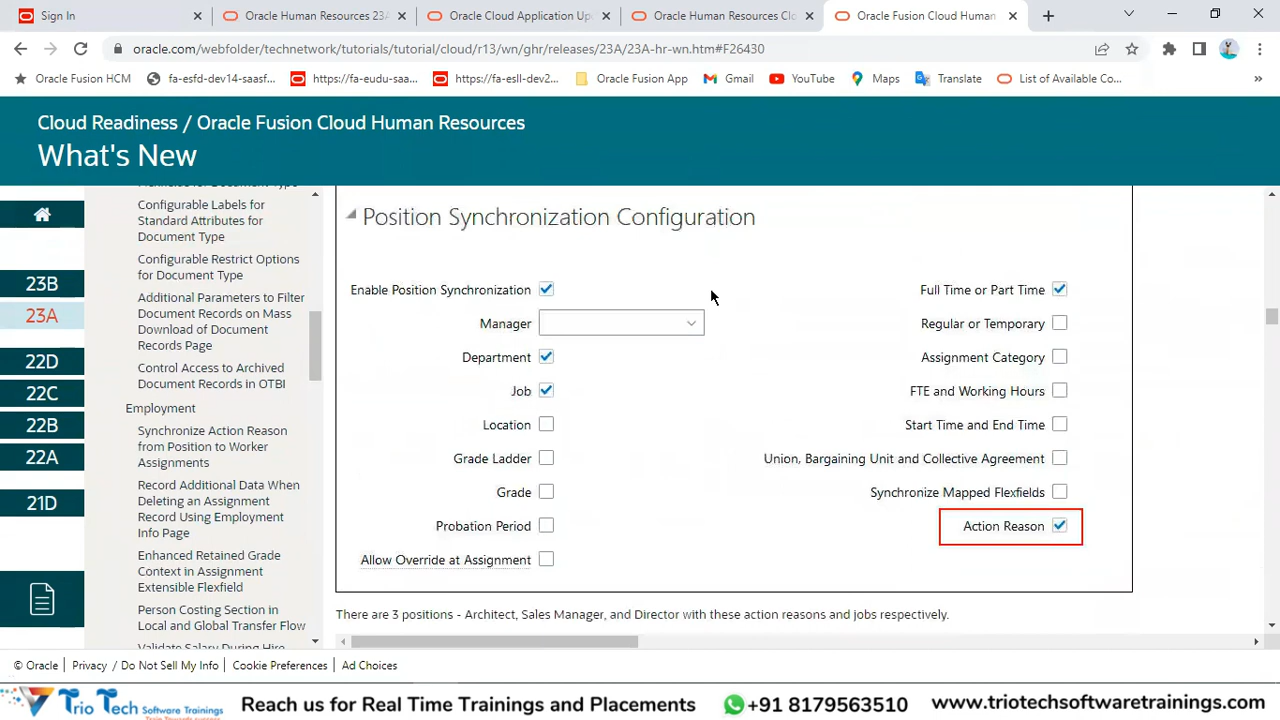 Sign In
Oracle Human Resources 23A
Oracle Cloud Application Up
Oracle Human Resources Clo
Oracle Fusion Cloud Human
oracle.com/webfolder/technetwork/tutorials/tutorial/cloud/r13/wn/ghr/releases/23A/23A-hr-wn.htm#F26430
Oracle Fusion HCM
fa-esfd-dev14-saasf...
https://fa-eudu-saa...
https://fa-esll-dev2...
Oracle Fusion App
Gmail
YouTube
Maps
Translate
List of Available Co...
»
Cloud Readiness / Oracle Fusion Cloud Human Resources
What's New
23B
23A
22D
22C
22B
22A
21D
Configurable Labels for
Standard Attributes for
Document Type
Configurable Restrict Options
for Document Type
Additional Parameters to Filter
Document Records on Mass
Download of Document
Records Page
Control Access to Archived
Document Records in OTBI
Employment
Synchronize Action Reason
from Position to Worker
Assignments
Record Additional Data When
Deleting an Assignment
Record Using Employment
Info Page
Enhanced Retained Grade
Context in Assignment
Extensible Flexfield
Person Costing Section in
Local and Global Transfer Flow
Validate Salary During Hire
Position Synchronization Configuration
Enable Position Synchronization
Manager
Department
Job
Location
Grade Ladder
Grade
Probation Period
Allow Override at Assignment
Full Time or Part Time
Regular or Temporary
Assignment Category
FTE and Working Hours
Start Time and End Time
Union, Bargaining Unit and Collective Agreement
Synchronize Mapped Flexfields
Action Reason
There are 3 positions - Architect, Sales Manager, and Director with these action reasons and jobs respectively.
© Oracle | Privacy / Do Not Sell My Info | Cookie Preferences | Ad Choices
Trio Tech
Software Trainings
Reach us for Real Time Trainings and Placements
+91 8179563510
www.triotechsoftwaretrainings.com